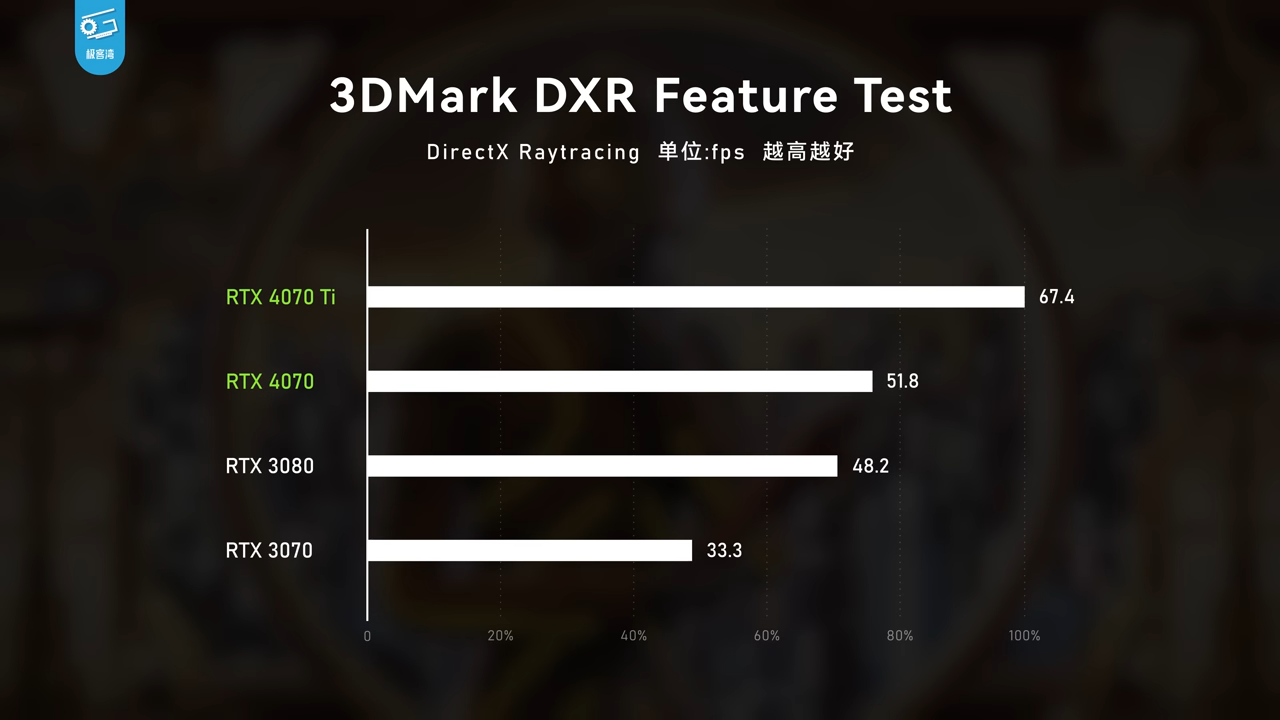 极客湾
3DMark DXR Feature Test
DirectX Raytracing 单位:fps 越高越好
RTX 4070 Ti 67.4
RTX 4070 51.8
RTX 3080 48.2
RTX 3070 33.3
0 20% 40% 60% 80% 100%